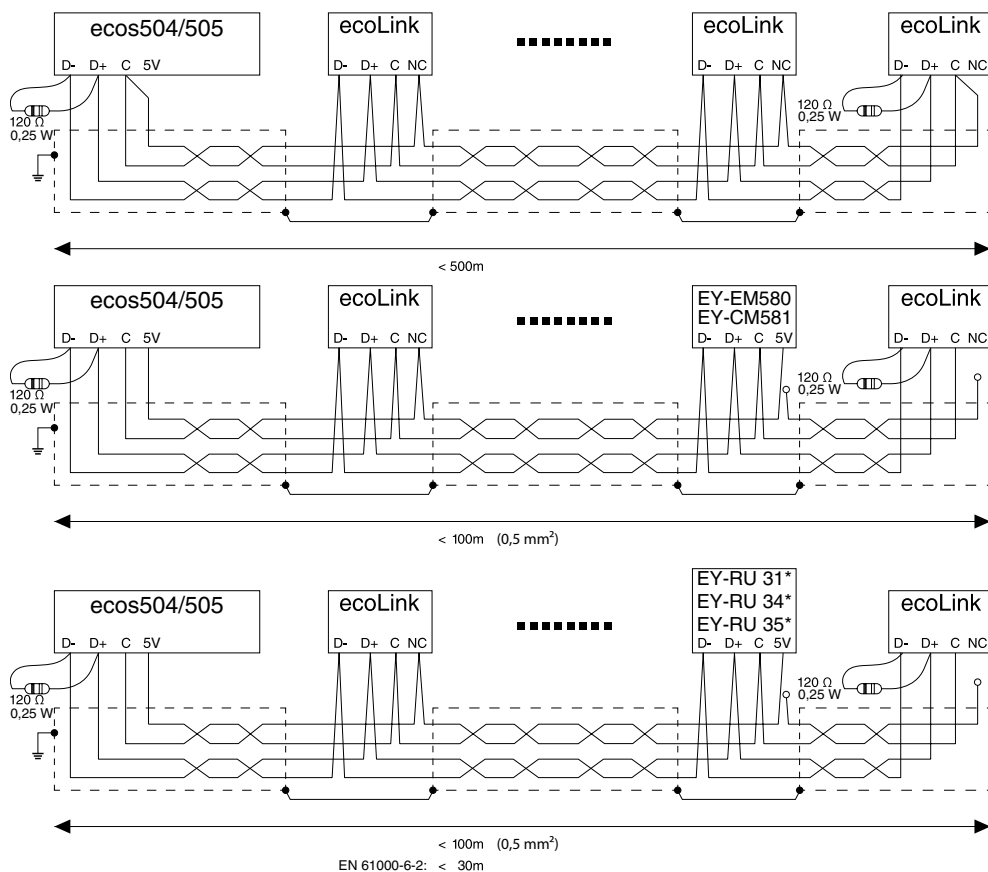 ecos504/505 ecoLink ecoLink ecoLink
D- D+ C 5V D- D+ C NC D- D+ C NC D- D+ C NC
120 Ω 120 Ω
0,25 W 0,25 W
< 500m
ecos504/505 ecoLink EY-EM580 ecoLink
EY-CM581
D- D+ C 5V D- D+ C NC D- D+ C 5V D- D+ C NC
120 Ω 120 Ω
0,25 W 0,25 W
< 100m (0,5 mm²)
EY-RU 31*
ecos504/505 ecoLink EY-RU 34* ecoLink
EY-RU 35*
D- D+ C 5V D- D+ C NC D- D+ C 5V D- D+ C NC
120 Ω 120 Ω
0,25 W 0,25 W
< 100m (0,5 mm²)
EN 61000-6-2: < 30m